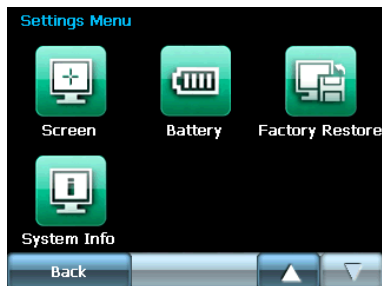 Settings Menu
Screen
Battery
Factory Restore
System Info
Back